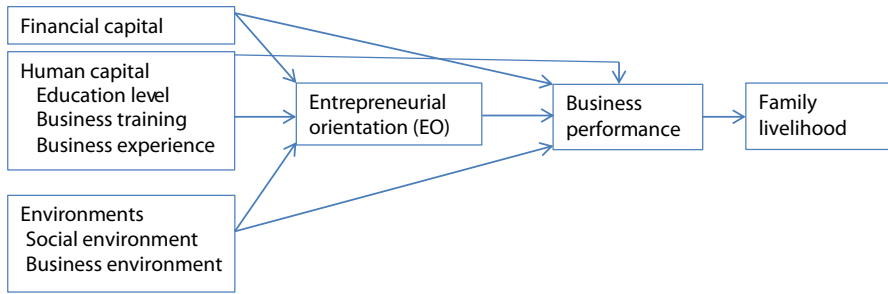 Financial capital
Human capital
Education level
Business training
Business experience
Entrepreneurial
orientation (EO)
Business
performance
Family
livelihood
Environments
Social environment
Business environment